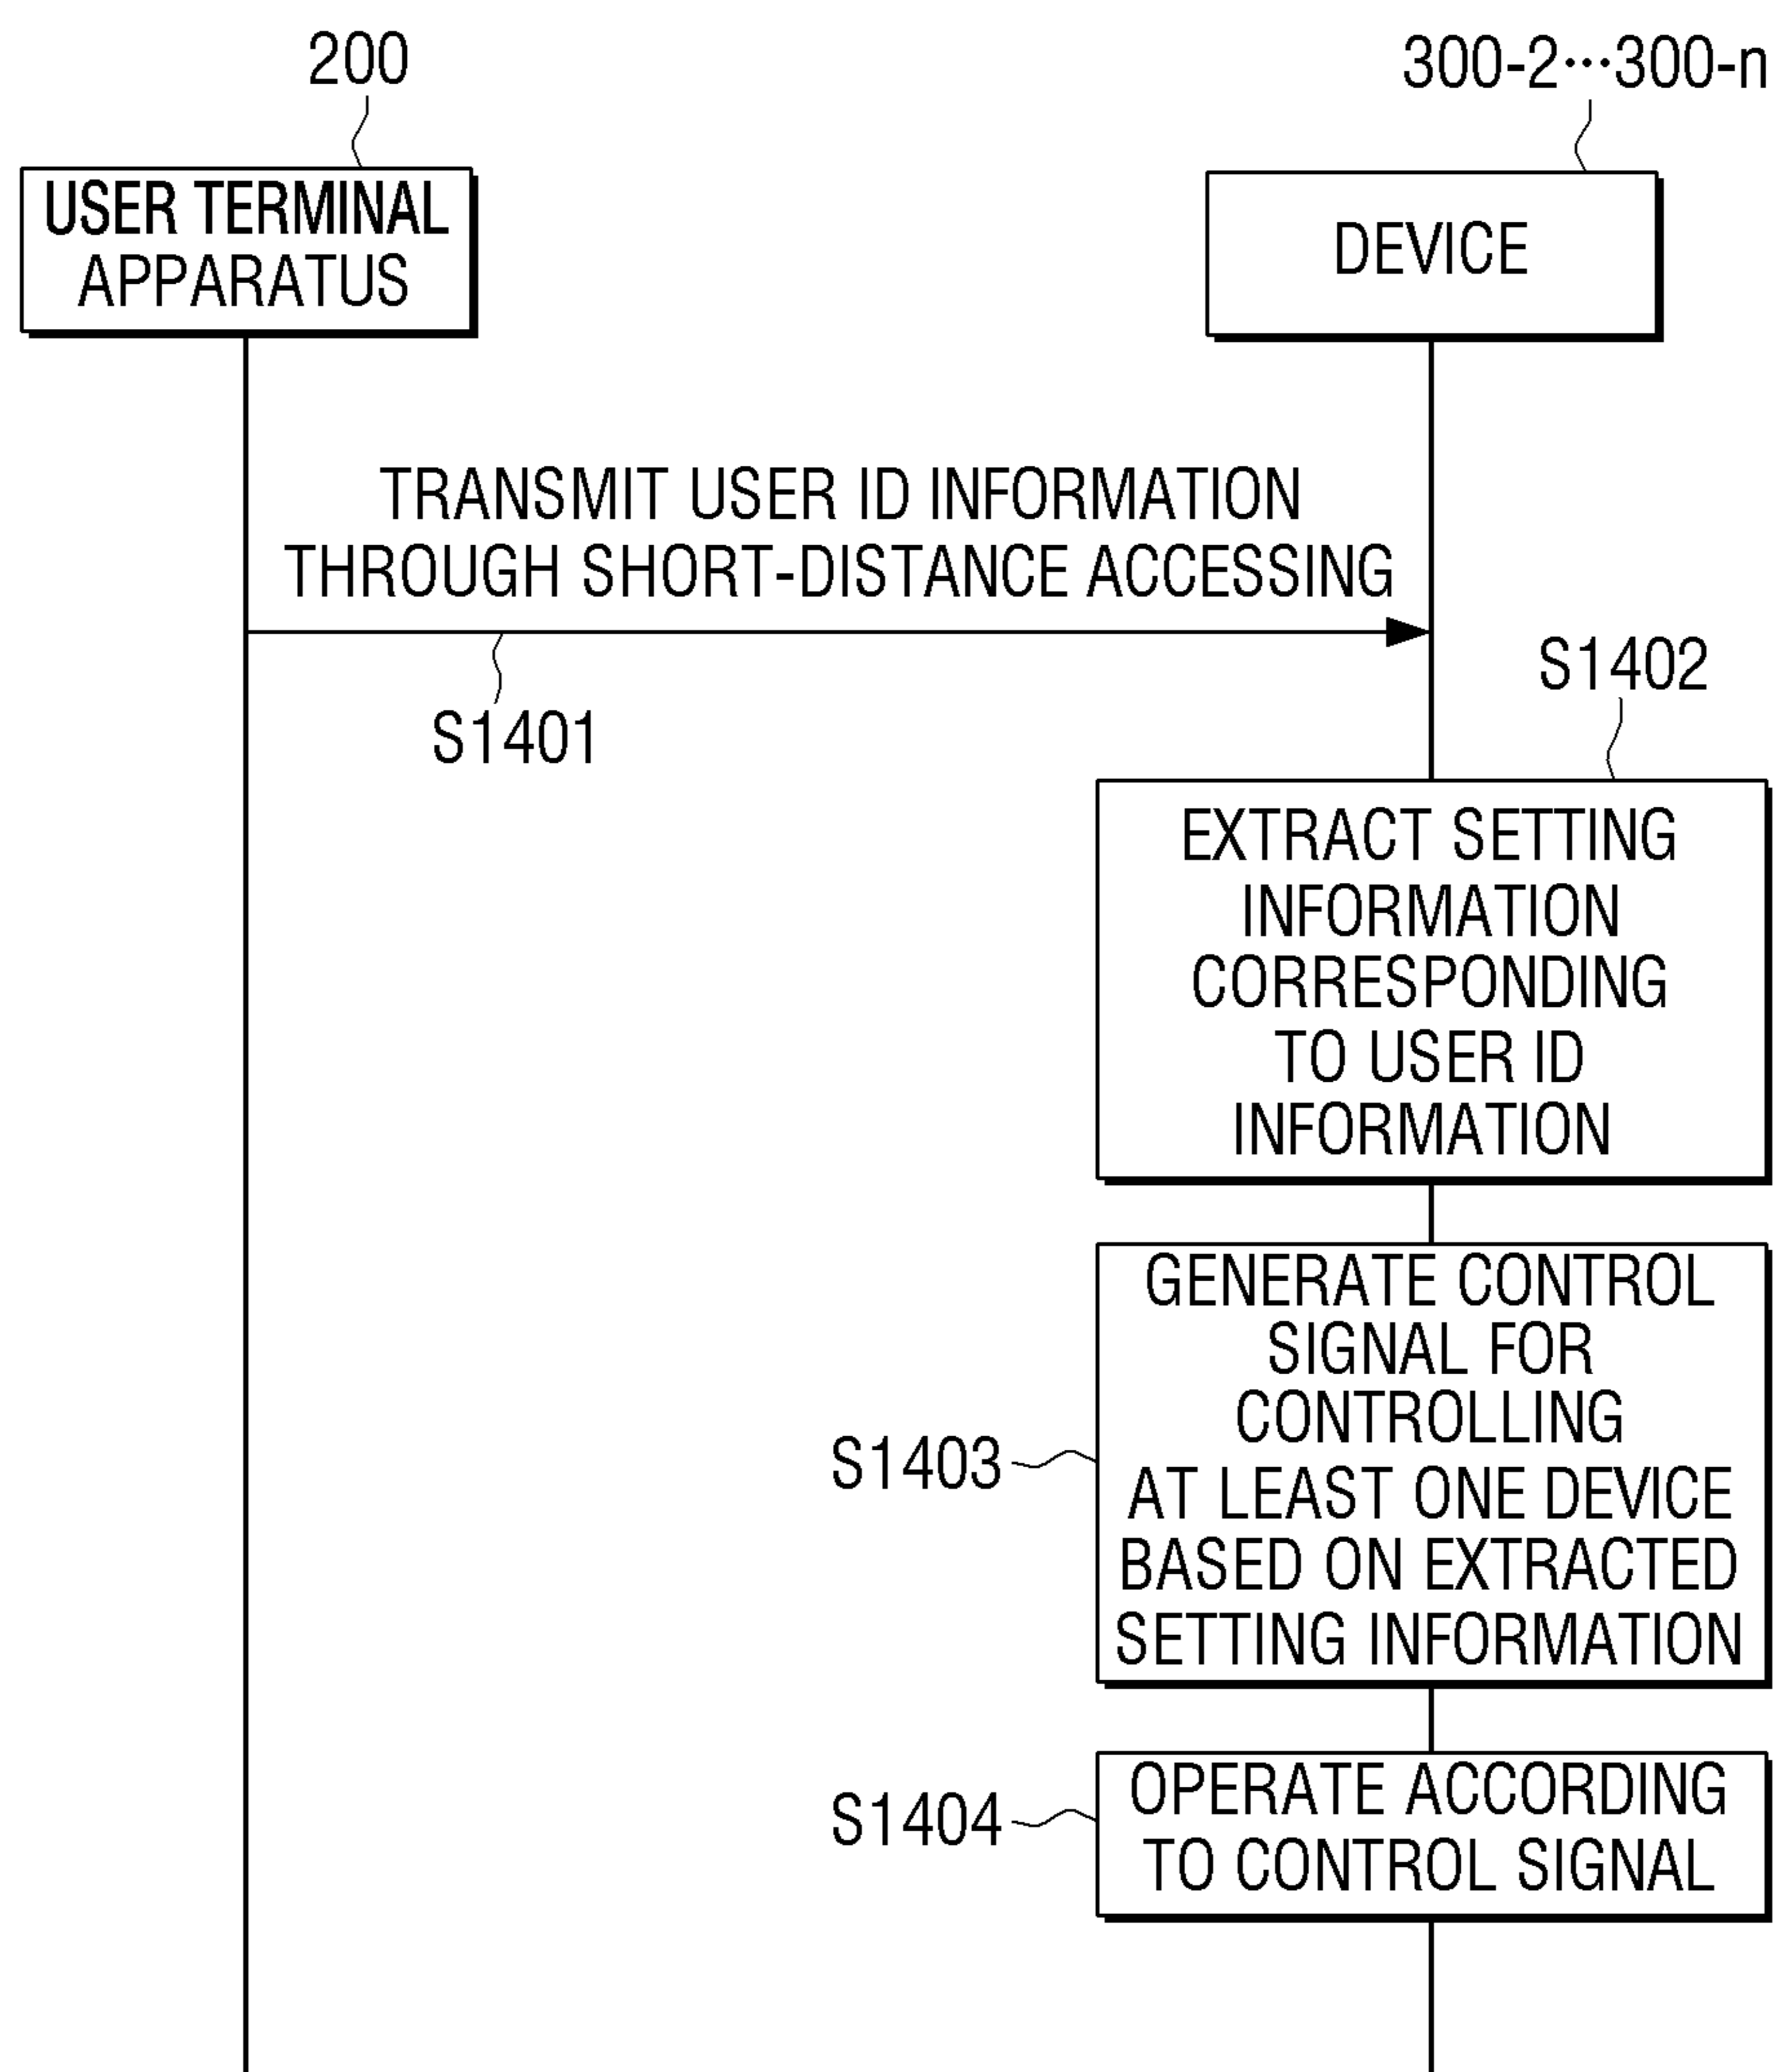 200
300-2···300-n
USER TERMINAL
APPARATUS
DEVICE
TRANSMIT USER ID INFORMATION
THROUGH SHORT-DISTANCE ACCESSING
S1401
S1402
EXTRACT SETTING
INFORMATION
CORRESPONDING
TO USER ID
INFORMATION
GENERATE CONTROL
SIGNAL FOR
CONTROLLING
AT LEAST ONE DEVICE
BASED ON EXTRACTED
SETTING INFORMATION
S1403
OPERATE ACCORDING
TO CONTROL SIGNAL
S1404